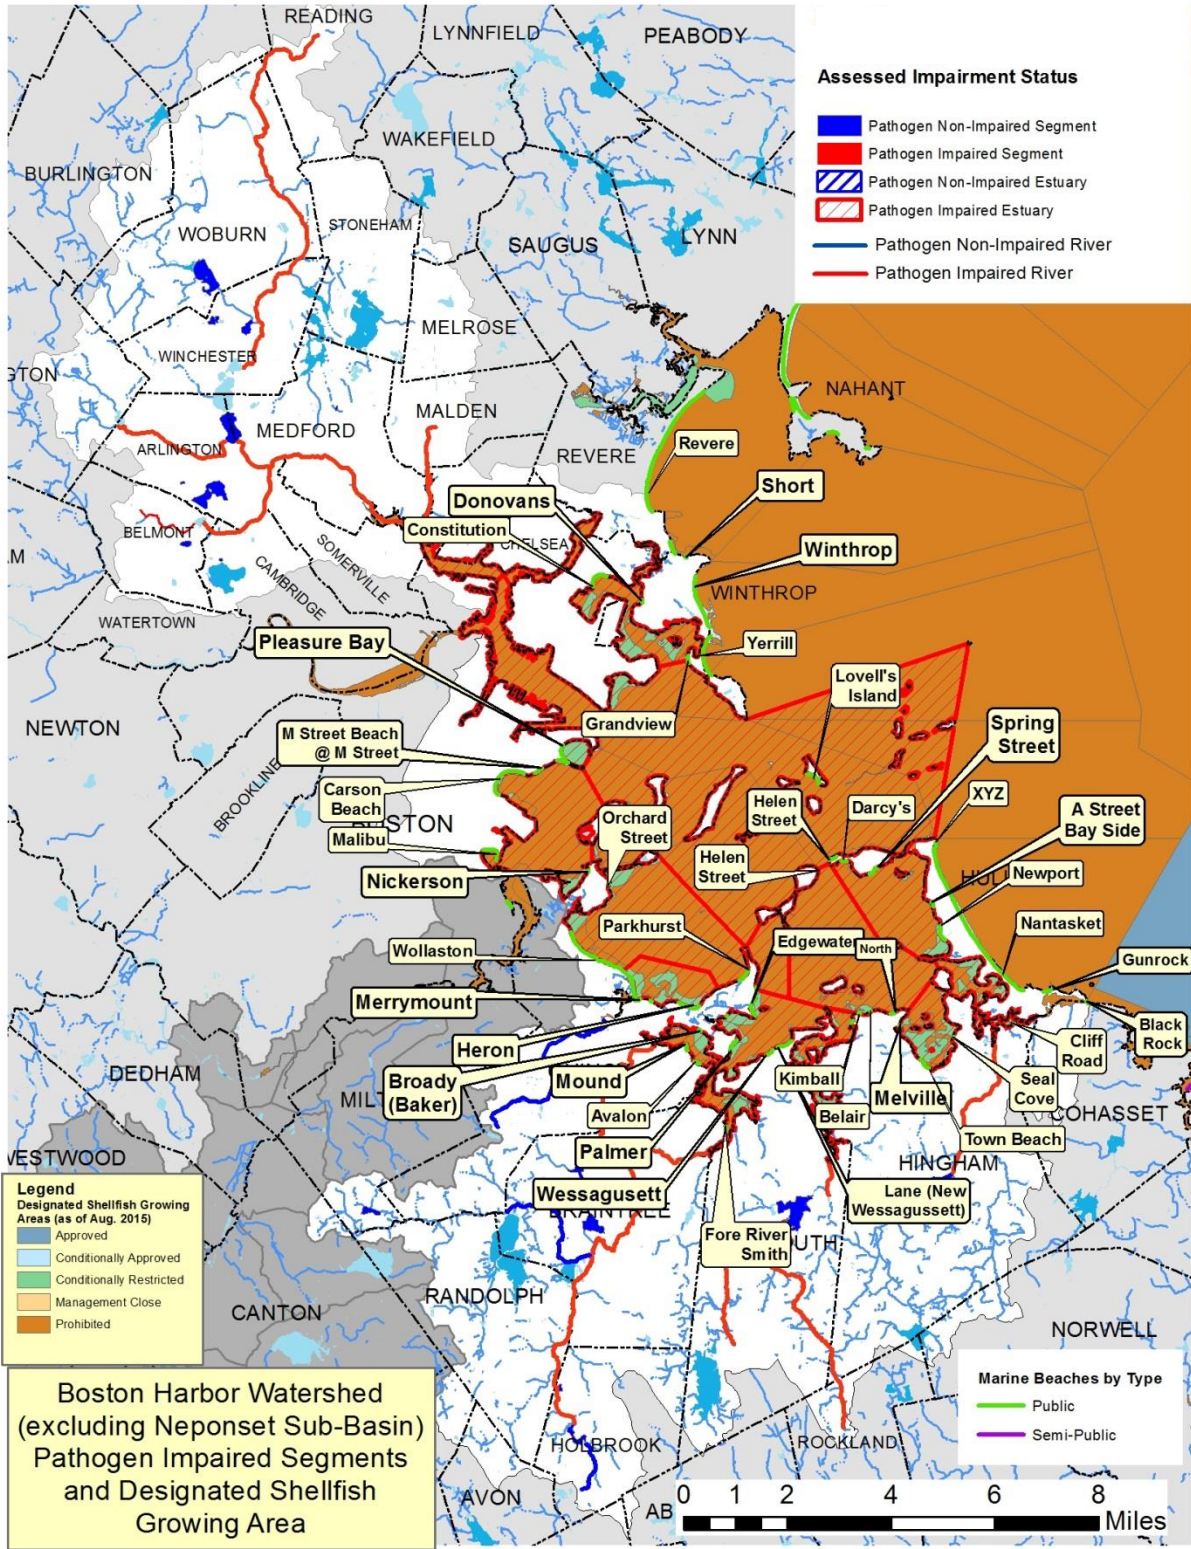 READING
LYNNFIELD
PEABODY
Assessed Impairment Status
Pathogen Non-Impaired Segment
Pathogen Impaired Segment
Pathogen Non-Impaired Estuary
Pathogen Impaired Estuary
Pathogen Non-Impaired River
Pathogen Impaired River
WAKEFIELD
BURLINGTON
STONEHAM
WOBURN
SAUGUS
LYNN
MELROSE
WINCHESTER
GTON
NAHANT
MALDEN
MEDFORD
ARLINGTON
REVERE
Revere
Short
Donovans
Constitution
BELMONT
CHELSEA
SOMERVILLE
Winthrop
AM
CAMBRIDGE
WINTHROP
WATERTOWN
Pleasure Bay
Yerrill
Lovell's
Island
NEWTON
Grandview
Spring
Street
M Street Beach
@ M Street
BROOKLINE
Carson
Beach
Helen
Street
Darcy's
XYZ
A Street
Bay Side
Orchard
Street
Malibu
Helen
Street
Nickerson
Newport
Parkhurst
Edgewater
North
Nantasket
Wollaston
Gunrock
Merrymount
Black
Rock
Cliff
Road
Heron
DEDHAM
Broady
(Baker)
Mound
Kimball
Melville
Seal
Cove
Avalon
Belair
COHASSET
Town Beach
Palmer
WESTWOOD
HINGHAM
Wessagusett
Lane (New
Wessagussett)
BRAINTREE
Fore River
Smith
Legend
Designated Shellfish Growing
Areas (as of Aug. 2015)
Approved
Conditionally Approved
Conditionally Restricted
Management Close
Prohibited
RANDOLPH
CANTON
NORWELL
Boston Harbor Watershed
(excluding Neponset Sub-Basin)
Pathogen Impaired Segments
and Designated Shellfish
Growing Area
Marine Beaches by Type
Public
Semi-Public
HOLBROOK
ROCKLAND
AVON
AB
0 1 2 4 6 8
Miles